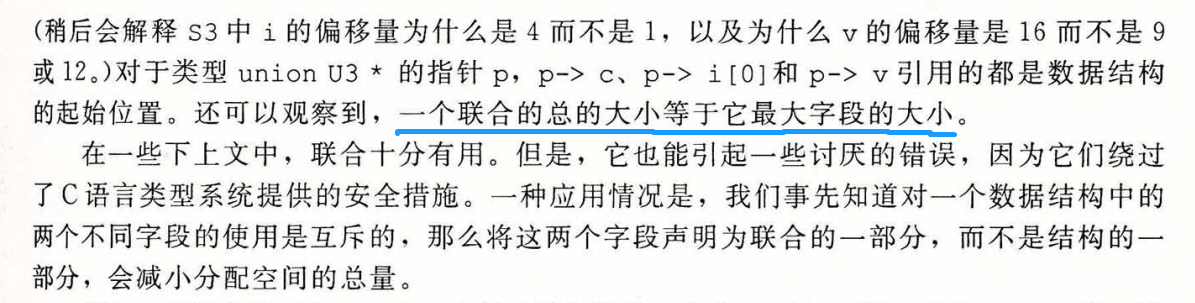 (稍后会解释 S3 中 i 的偏移量为什么是 4 而不是 1，以及为什么 v 的偏移量是 16 而不是 9
或 12。)对于类型 union U3 * 的指针 p，p-> c、p-> i[0]和 p-> v 引用的都是数据结构
的起始位置。还可以观察到，一个联合的总的大小等于它最大字段的大小。
在一些下上文中，联合十分有用。但是，它也能引起一些讨厌的错误，因为它们绕过
了 C 语言类型系统提供的安全措施。一种应用情况是，我们事先知道对一个数据结构中的
两个不同字段的使用是互斥的，那么将这两个字段声明为联合的一部分，而不是结构的一
部分，会减小分配空间的总量。